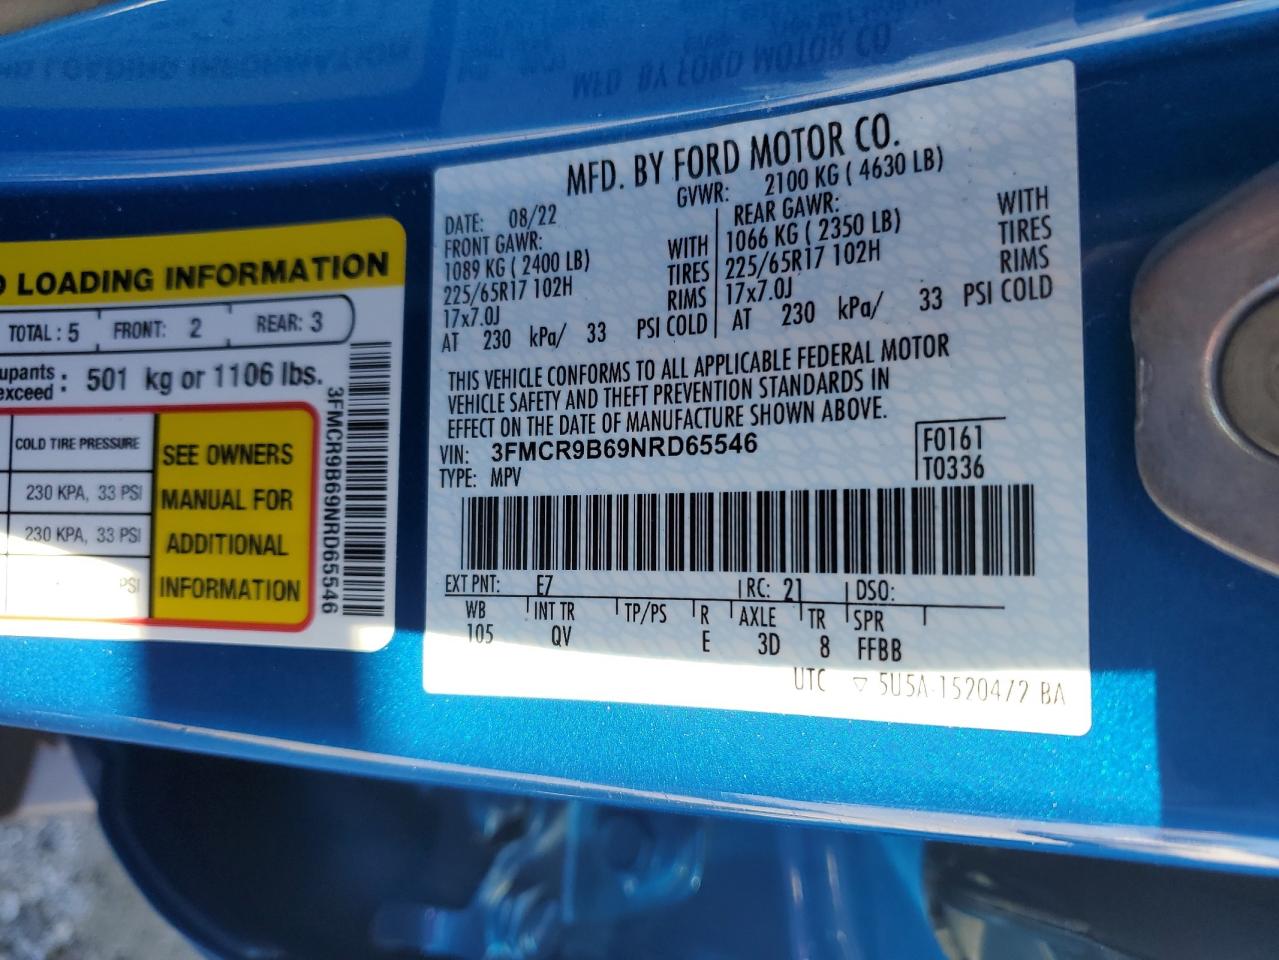 LOADING INFORMATION
TOTAL: 5 FRONT: 2 REAR: 3
501 kg or 1106 lbs.
exceed:
COLD TIRE PRESSURE
230 KPA, 33 PSI
230 KPA, 33 PSI
PSI
SEE OWNERS
MANUAL FOR
ADDITIONAL
INFORMATION
3FMCR9B69NRD65546
MFD. BY FORD MOTOR CO.
DATE: 08/22 GVWR: 2100 KG ( 4630 LB)
FRONT GAWR: REAR GAWR:
1089 KG ( 2400 LB) WITH 1066 KG ( 2350 LB) WITH
225/65R17 102H TIRES 225/65R17 102H TIRES
17x7.0J RIMS 17x7.0J RIMS
AT 230 kPa/ 33 PSI COLD AT 230 kPa/ 33 PSI COLD
THIS VEHICLE CONFORMS TO ALL APPLICABLE FEDERAL MOTOR
VEHICLE SAFETY AND THEFT PREVENTION STANDARDS IN
EFFECT ON THE DATE OF MANUFACTURE SHOWN ABOVE.
VIN: 3FMCR9B69NRD65546 F0161
TYPE: MPV T0336
EXT PNT: E7 RC: 21 DSO:
WB INT TR TP/PS R AXLE TR SPR
105 QV E 3D 8 FFBB
UTC ▽ 5U5A-1520472 BA